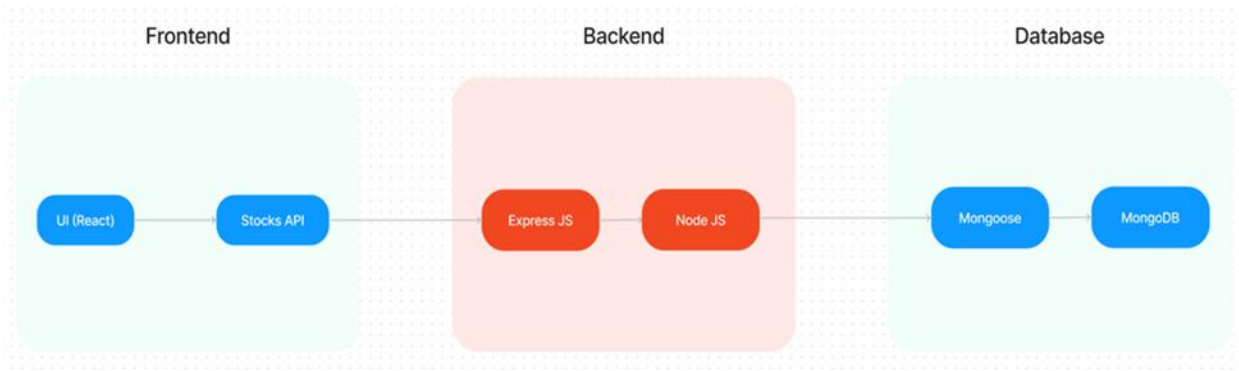 Frontend
Backend
Database
UI (React)
Stocks API
Express JS
Node JS
Mongoose
MongoDB